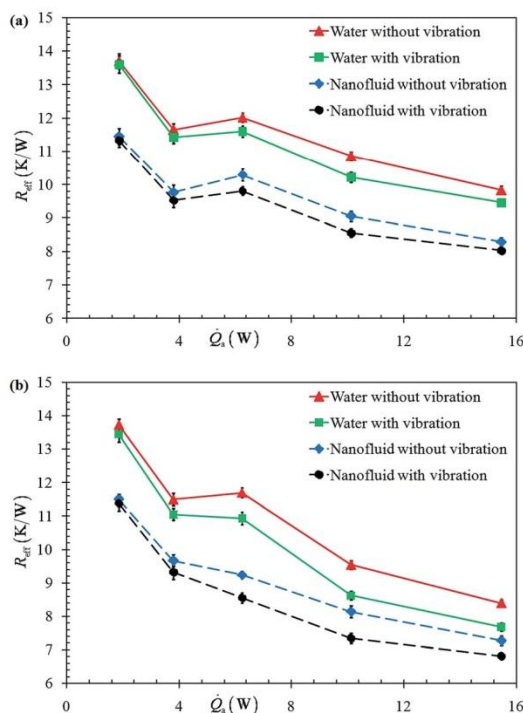 (a)
15
14
13
12
11
10
9
8
7
6
R_eff (K/W)
Water without vibration
Water with vibration
Nanofluid without vibration
Nanofluid with vibration
0 4 8 12 16
Q̇ₐ (W)
(b)
15
14
13
12
11
10
9
8
7
6
R_eff (K/W)
Water without vibration
Water with vibration
Nanofluid without vibration
Nanofluid with vibration
0 4 8 12 16
Q̇ₐ (W)